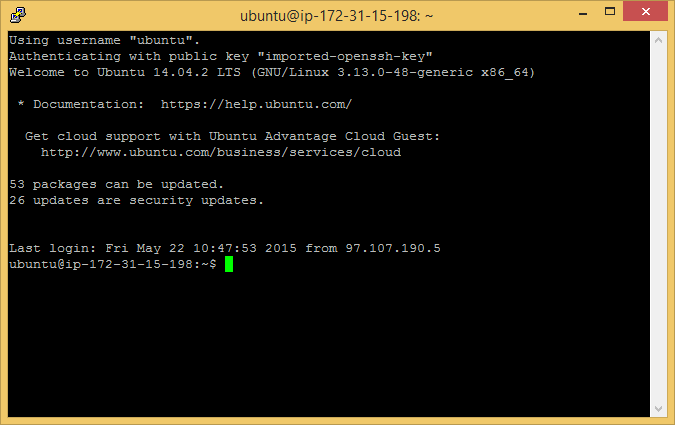 ubuntu@ip-172-31-15-198: ~
Using username "ubuntu".
Authenticating with public key "imported-openssh-key"
Welcome to Ubuntu 14.04.2 LTS (GNU/Linux 3.13.0-48-generic x86_64)
* Documentation:  https://help.ubuntu.com/
Get cloud support with Ubuntu Advantage Cloud Guest:
http://www.ubuntu.com/business/services/cloud
53 packages can be updated.
26 updates are security updates.
Last login: Fri May 22 10:47:53 2015 from 97.107.190.5
ubuntu@ip-172-31-15-198:~$